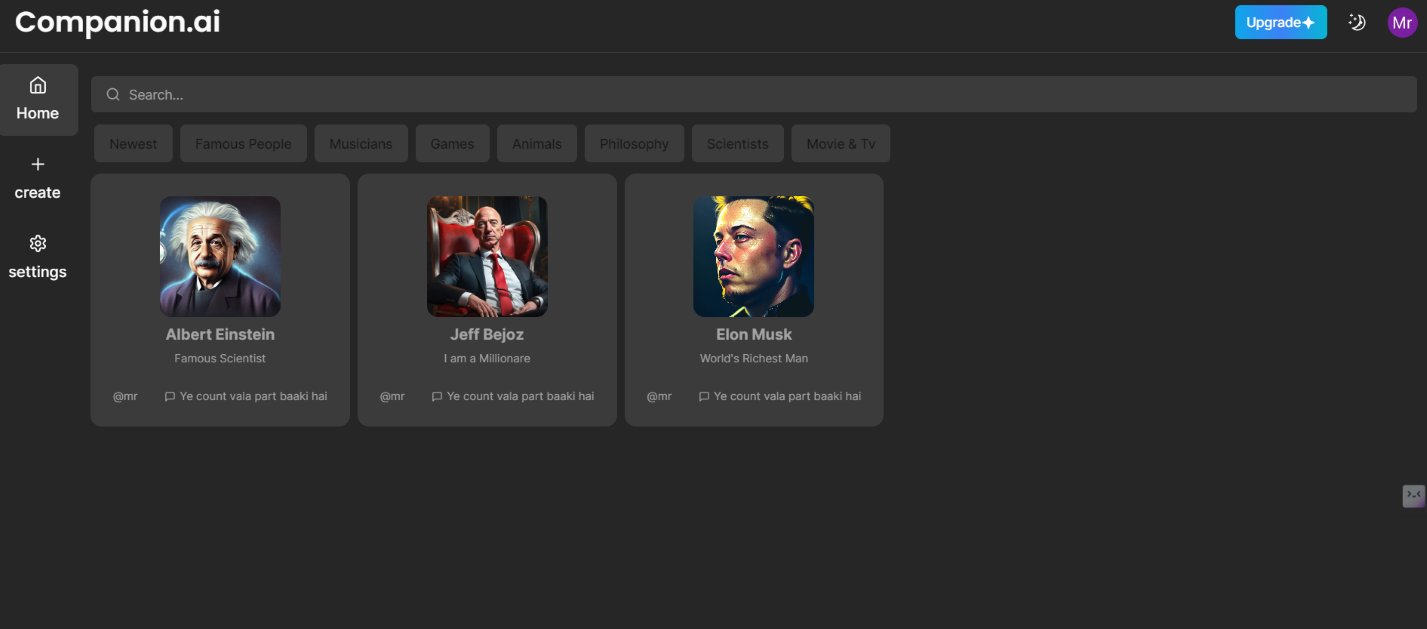 Companion.ai
Upgrade
Mr
Home
create
settings
Search...
Newest Famous People Musicians Games Animals Philosophy Scientists Movie & Tv
Albert Einstein
Famous Scientist
@mr Ye count vala part baaki hai
Jeff Bejoz
I am a Millionare
@mr Ye count vala part baaki hai
Elon Musk
World's Richest Man
@mr Ye count vala part baaki hai